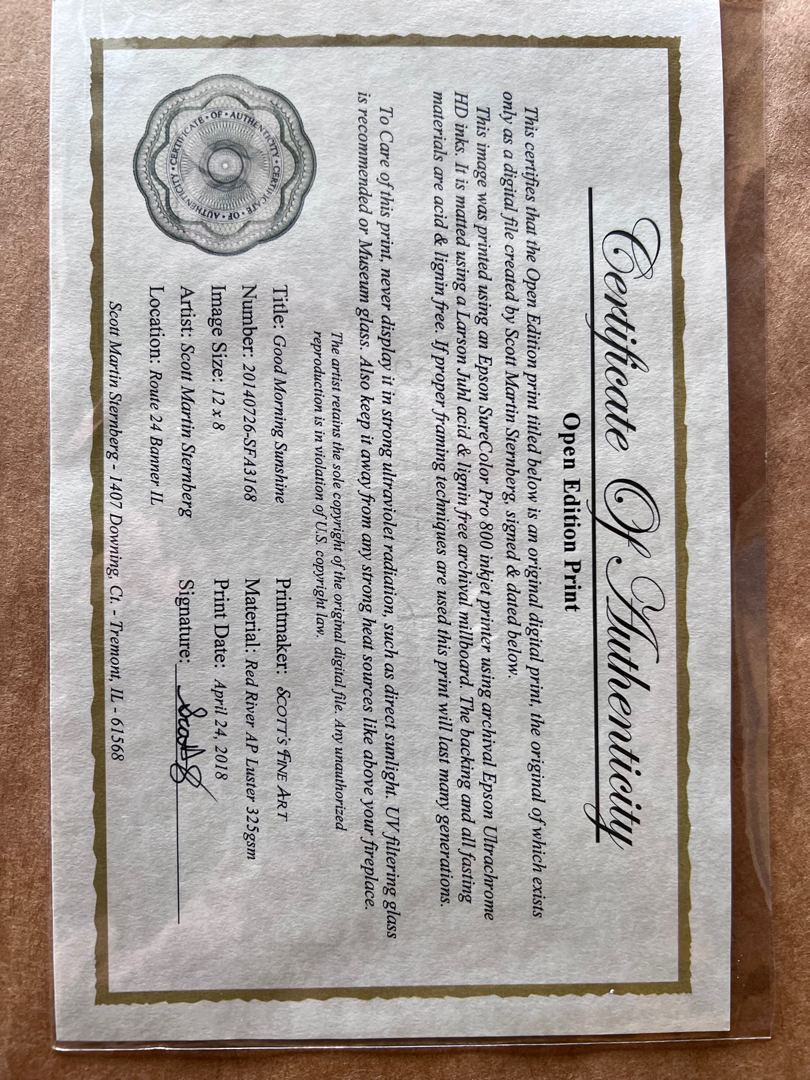 Certificate Of Authenticity
Open Edition Print
This certifies that the Open Edition print titled below is an original digital print, the original of which exists
only as a digital file created by Scott Martin Sternberg, signed & dated below.
This image was printed using an Epson SureColor Pro 800 inkjet printer using archival Epson Ultrachrome
HD inks. It is matted using a Larson Juhl acid & lignin free archival millboard. The backing and all fasting
materials are acid & lignin free. If proper framing techniques are used this print will last many generations.
To Care of this print, never display it in strong ultraviolet radiation, such as direct sunlight. UV filtering glass
is recommended or Museum glass. Also keep it away from any strong heat sources like above your fireplace.
The artist retains the sole copyright of the original digital file. Any unauthorized
reproduction is in violation of U.S. copyright law.
CERTIFICATE • OF • AUTHENTICITY • CERTIFICATE • OF • AUTHENTICITY •
Title: Good Morning Sunshine
Number: 20140726-SFA3168
Image Size: 12 x 8
Artist: Scott Martin Sternberg
Location: Route 24 Banner IL
Printmaker: SCOTT'S FINE ART
Material: Red River AP Luster 325gsm
Print Date: April 24, 2018
Signature: Scott S
Scott Martin Sternberg - 1407 Downing, Ct. - Tremont, IL - 61568